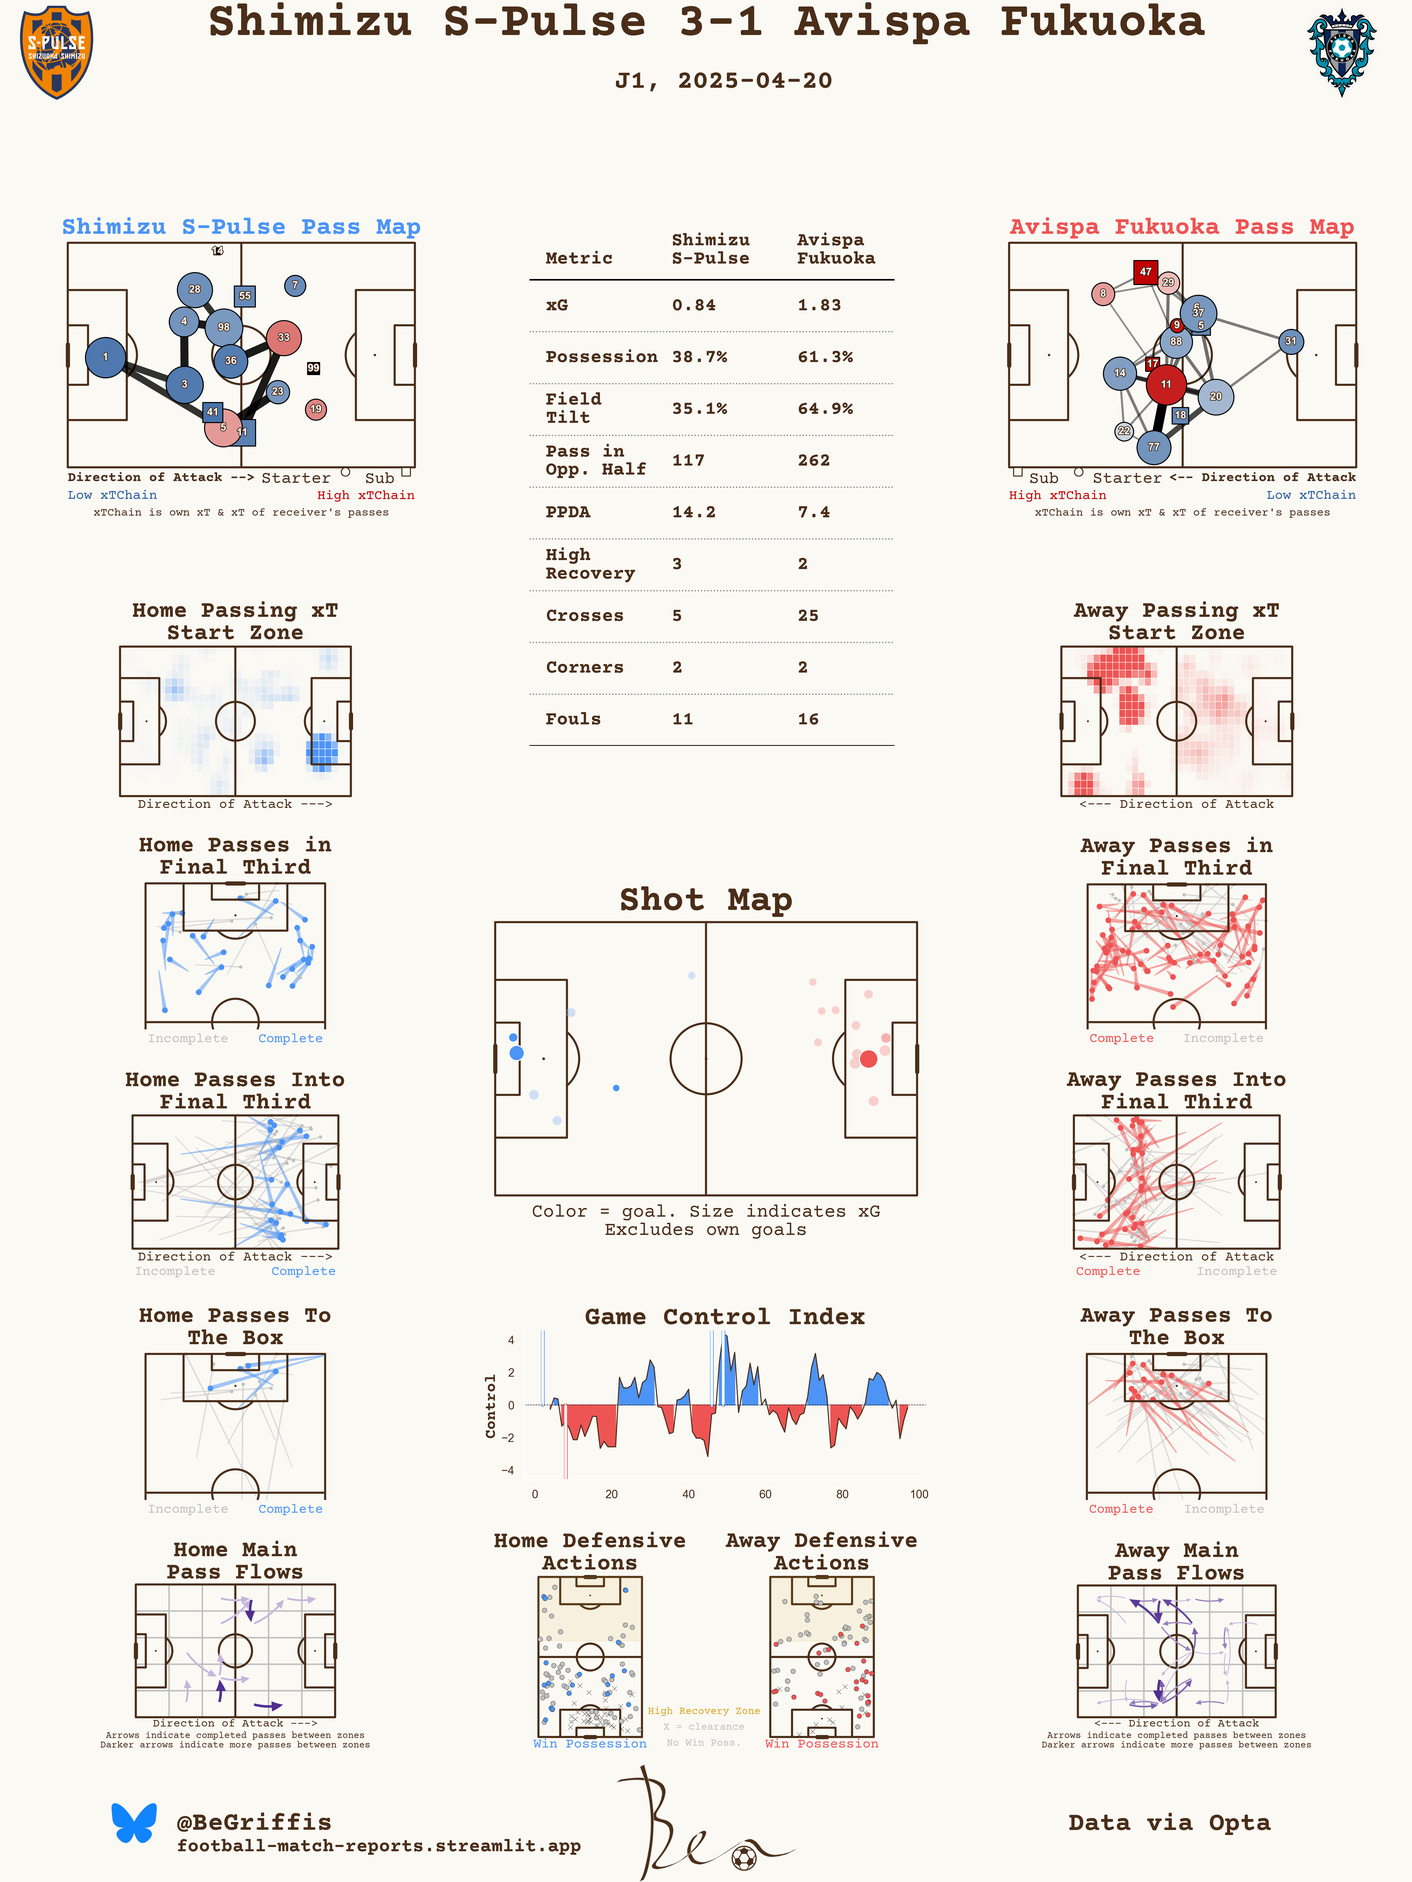 Shimizu S-Pulse 3-1 Avispa Fukuoka
J1, 2025-04-20
S-PULSE
SHIZUOKA SHIMIZU
Shimizu S-Pulse Pass Map
14
28
55
7
4
98
33
1
36
99
3
23
41
19
5
11
Direction of Attack --> Starter Sub
Low xTChain High xTChain
xTChain is own xT & xT of receiver's passes
Metric Shimizu S-Pulse Avispa Fukuoka
xG 0.84 1.83
Possession 38.7% 61.3%
Field Tilt 35.1% 64.9%
Pass in Opp. Half 117 262
PPDA 14.2 7.4
High Recovery 3 2
Crosses 5 25
Corners 2 2
Fouls 11 16
Avispa Fukuoka Pass Map
47
29
8
6
37
9
5
88
31
17
14
11
20
18
22
77
Sub Starter <-- Direction of Attack
High xTChain Low xTChain
xTChain is own xT & xT of receiver's passes
Home Passing xT
Start Zone
Direction of Attack --->
Away Passing xT
Start Zone
<--- Direction of Attack
Home Passes in
Final Third
Incomplete Complete
Away Passes in
Final Third
Complete Incomplete
Shot Map
Color = goal. Size indicates xG
Excludes own goals
Home Passes Into
Final Third
Direction of Attack --->
Incomplete Complete
Away Passes Into
Final Third
<--- Direction of Attack
Complete Incomplete
Home Passes To
The Box
Incomplete Complete
Game Control Index
Control
4
2
0
−2
−4
0 20 40 60 80 100
Away Passes To
The Box
Complete Incomplete
Home Main
Pass Flows
Direction of Attack --->
Arrows indicate completed passes between zones
Darker arrows indicate more passes between zones
Home Defensive
Actions
Win Possession
Away Defensive
Actions
Win Possession
High Recovery Zone
X = clearance
No Win Poss.
Away Main
Pass Flows
<--- Direction of Attack
Arrows indicate completed passes between zones
Darker arrows indicate more passes between zones
@BeGriffis
football-match-reports.streamlit.app
Ben
Data via Opta